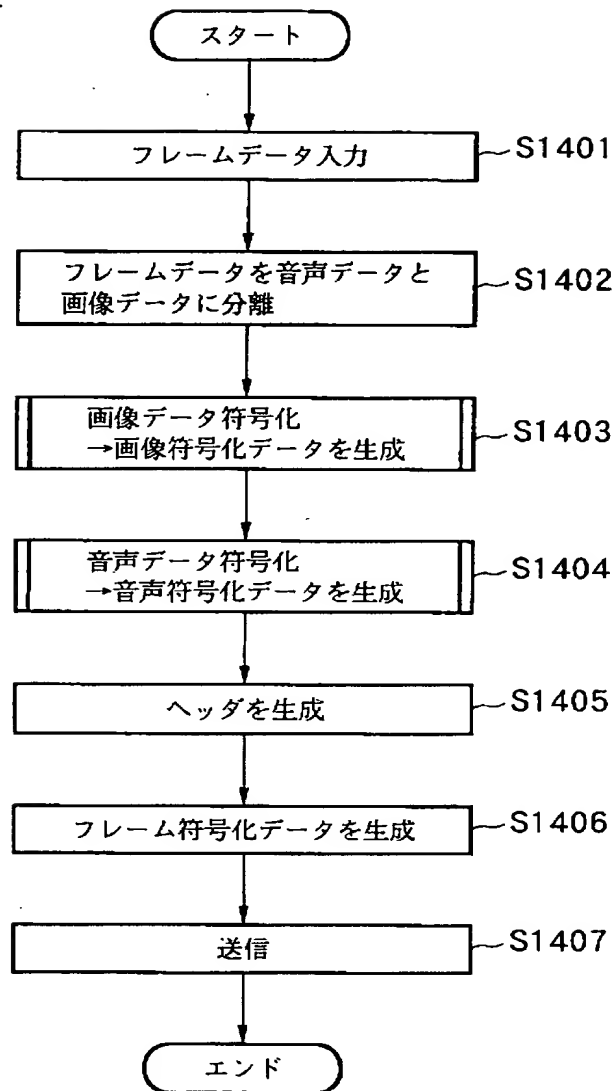 スタート
フレームデータ入力 S1401
フレームデータを音声データと
画像データに分離 S1402
画像データ符号化
→画像符号化データを生成 S1403
音声データ符号化
→音声符号化データを生成 S1404
ヘッダを生成 S1405
フレーム符号化データを生成 S1406
送信 S1407
エンド